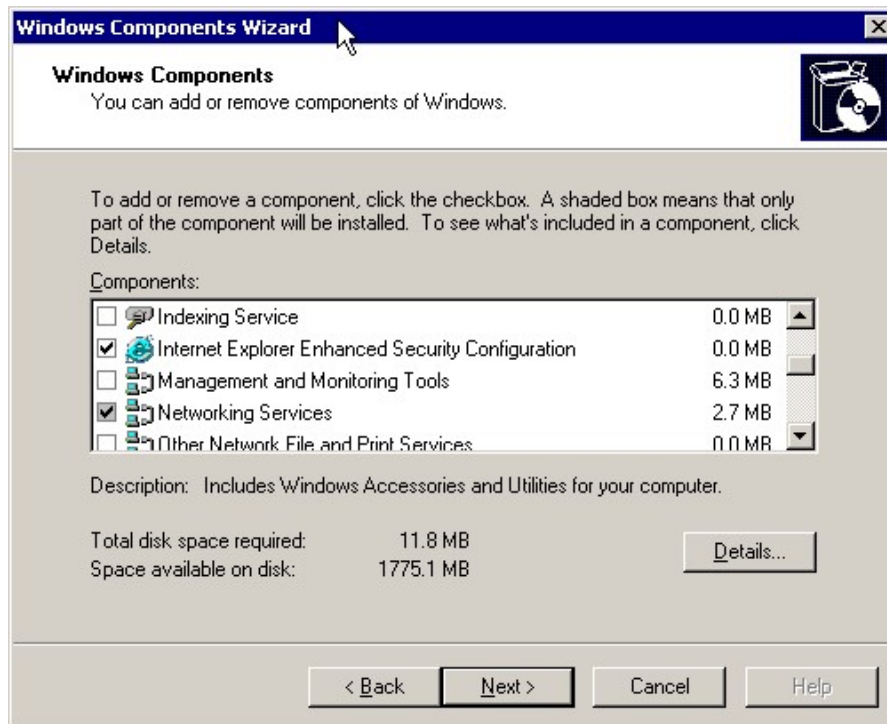 Windows Components Wizard
Windows Components
You can add or remove components of Windows.
To add or remove a component, click the checkbox. A shaded box means that only
part of the component will be installed. To see what's included in a component, click
Details.
Components:
Indexing Service 0.0 MB
Internet Explorer Enhanced Security Configuration 0.0 MB
Management and Monitoring Tools 6.3 MB
Networking Services 2.7 MB
Other Network File and Print Services 0.0 MB
Description: Includes Windows Accessories and Utilities for your computer.
Total disk space required: 11.8 MB
Space available on disk: 1775.1 MB
Details...
< Back Next > Cancel Help